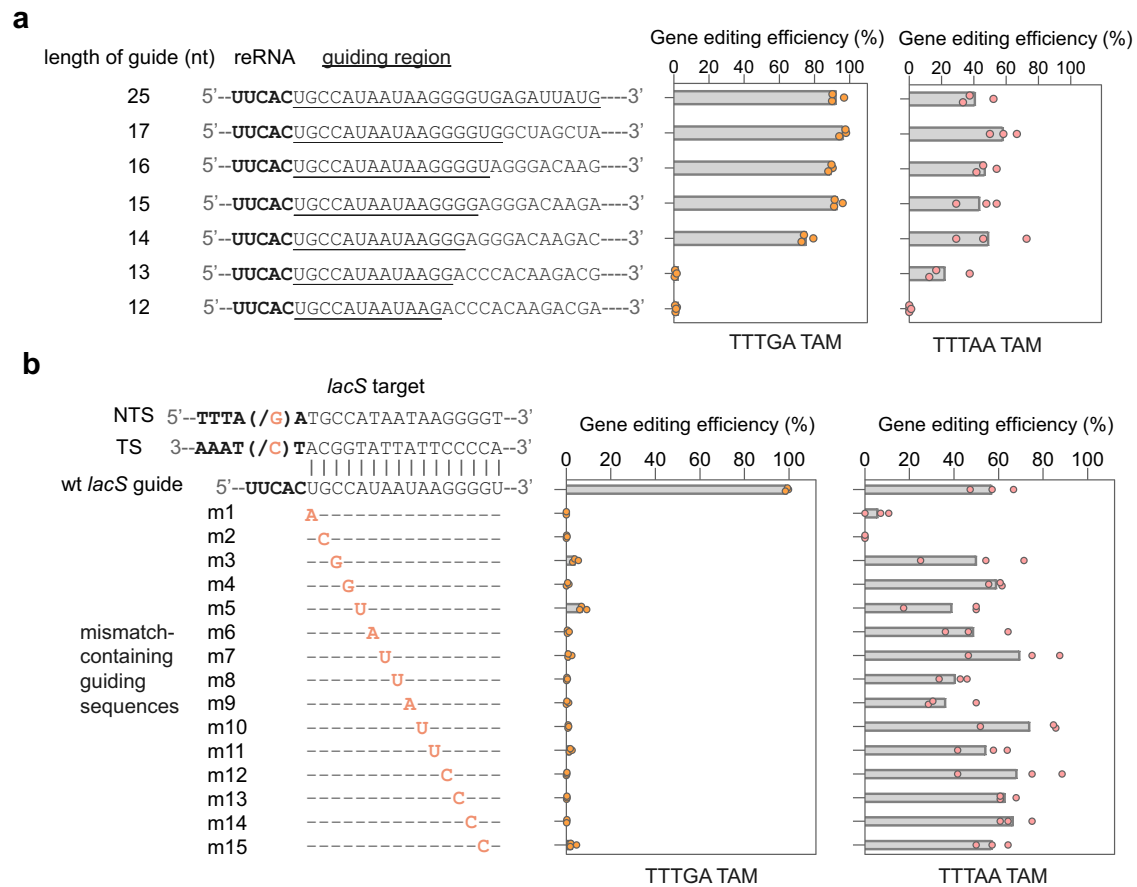 a
length of guide (nt) reRNA guiding region
Gene editing efficiency (%) Gene editing efficiency (%)
0 20 40 60 80 100 0 20 40 60 80 100
25 5’--UUCACUGCCAUAAUAAGGGGUGAGAUUAUG----3’
17 5’--UUCACUGCCAUAAUAAGGGGUGGCUAGCUA----3’
16 5’--UUCACUGCCAUAAUAAGGGGUAGGGACAAG----3’
15 5’--UUCACUGCCAUAAUAAGGGGAGGGACAAGA----3’
14 5’--UUCACUGCCAUAAUAAGGGAGGGACAAGAC----3’
13 5’--UUCACUGCCAUAAUAAGGACCCACAAGACG----3’
12 5’--UUCACUGCCAUAAUAAGACCCACAAGACGA----3’
TTTGA TAM TTTAA TAM
b
lacS target
NTS 5’--TTTA(/G)ATGCCATAATAAGGGGT--3’
TS 3--AAAT(/C)TACGGTATTATTCCCCA--3’
wt lacS guide 5’--UUCACUGCCAUAAUAAGGGGU--3’
Gene editing efficiency (%) Gene editing efficiency (%)
0 20 40 60 80 100 0 20 40 60 80 100
mismatch-
containing
guiding
sequences
m1 A
m2 C
m3 G
m4 G
m5 U
m6 A
m7 U
m8 U
m9 A
m10 U
m11 U
m12 C
m13 C
m14 C
m15 C
TTTGA TAM TTTAA TAM